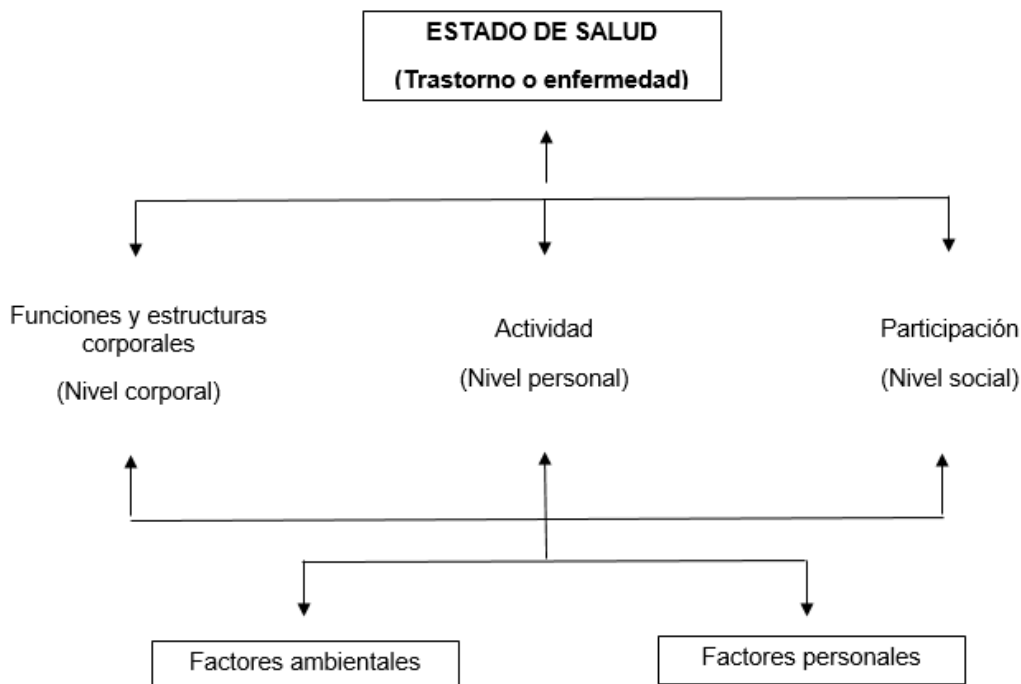 ESTADO DE SALUD
(Trastorno o enfermedad)
Funciones y estructuras
corporales
(Nivel corporal)
Actividad
(Nivel personal)
Participación
(Nivel social)
Factores ambientales
Factores personales